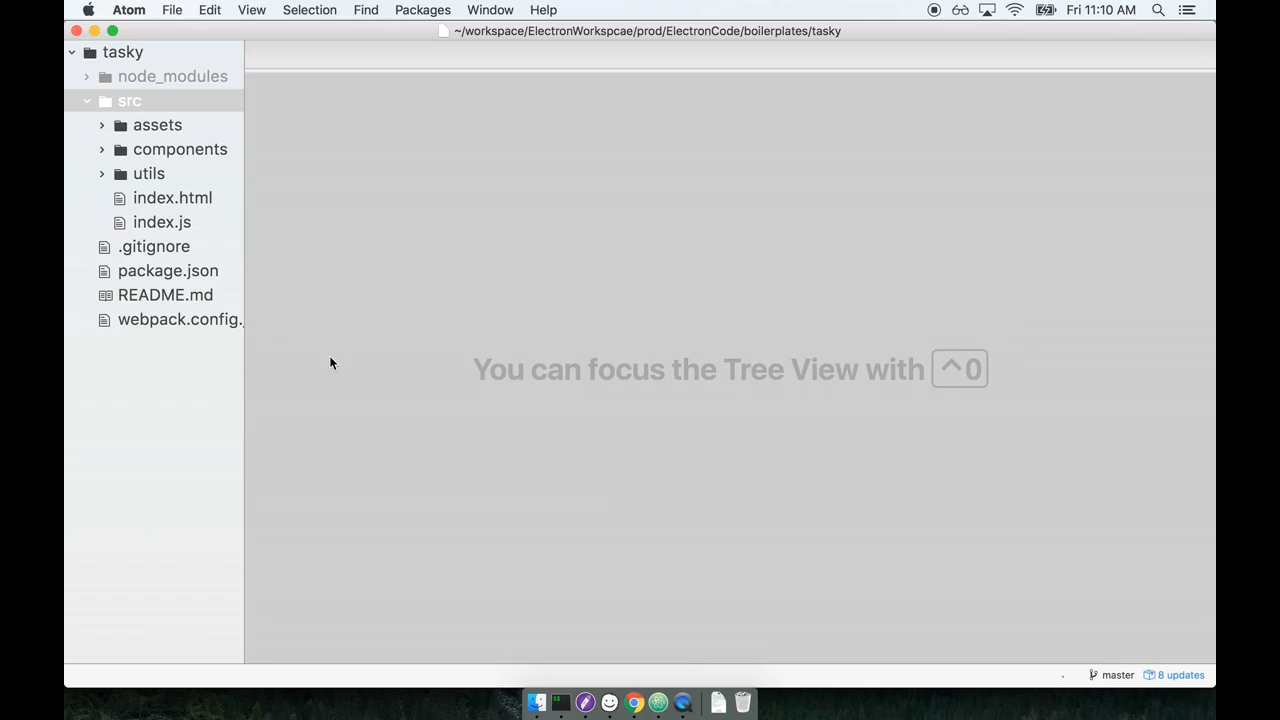 Atom File Edit View Selection Find Packages Window Help Fri 11:10 AM
~/workspace/ElectronWorkspcae/prod/ElectronCode/boilerplates/tasky
tasky
node_modules
src
assets
components
utils
index.html
index.js
.gitignore
package.json
README.md
webpack.config.
You can focus the Tree View with ^0
master 8 updates